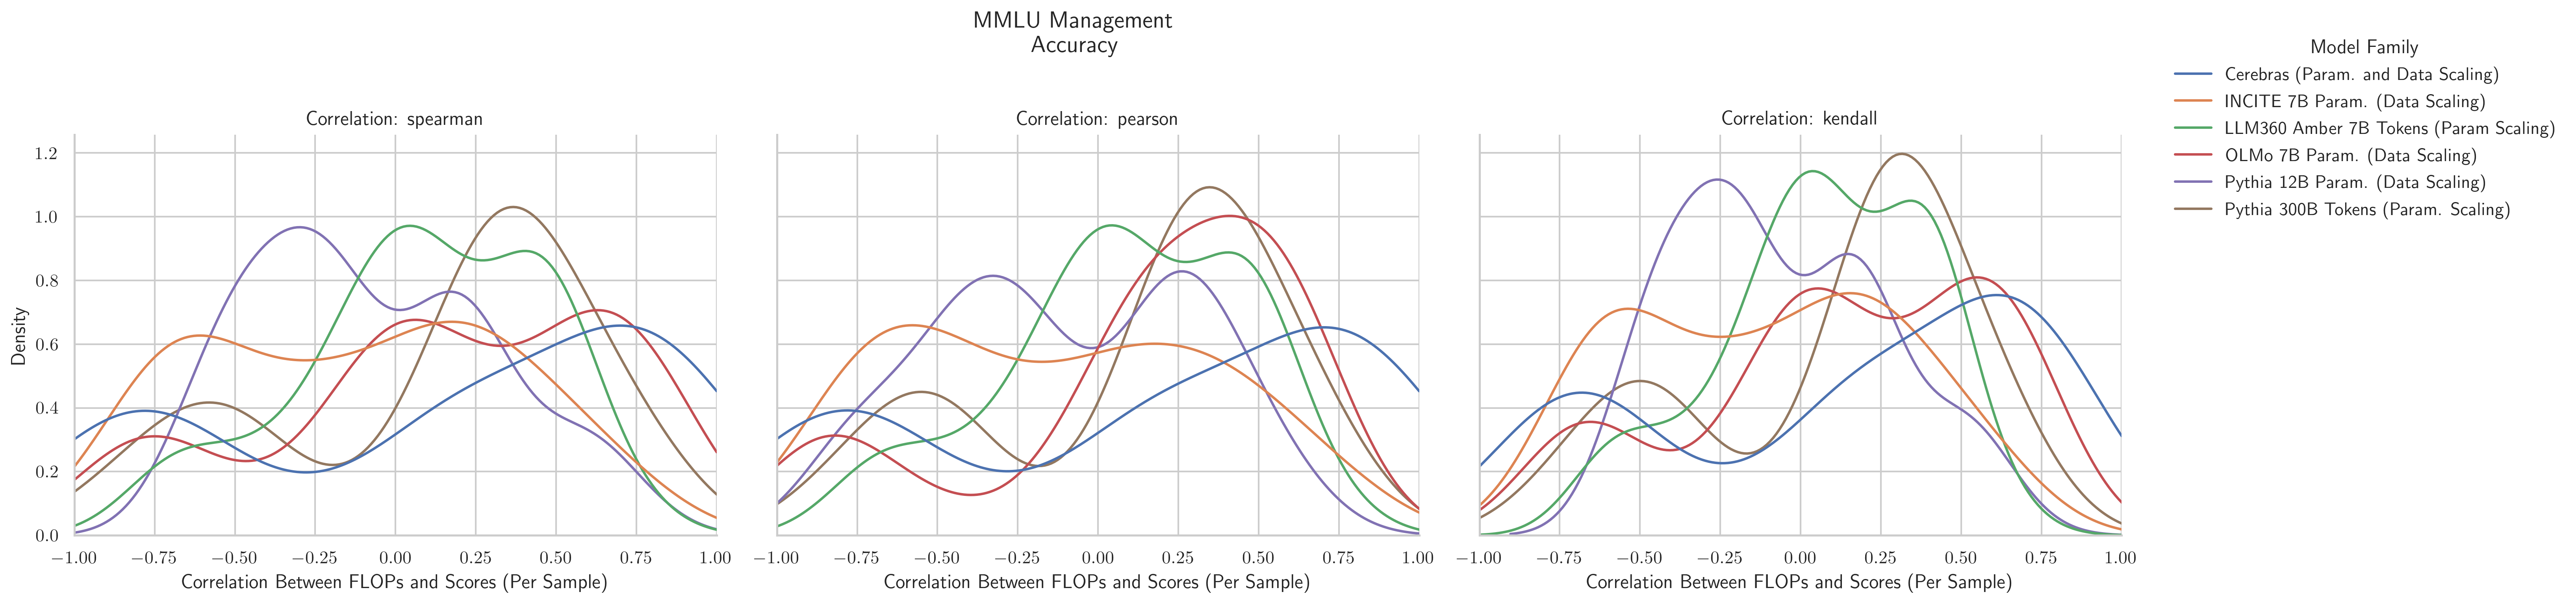 MMLU Management
Accuracy
Correlation: spearman
Density
1.2
1.0
0.8
0.6
0.4
0.2
0.0
−1.00 −0.75 −0.50 −0.25 0.00 0.25 0.50 0.75 1.00
Correlation Between FLOPs and Scores (Per Sample)
Correlation: pearson
−1.00 −0.75 −0.50 −0.25 0.00 0.25 0.50 0.75 1.00
Correlation Between FLOPs and Scores (Per Sample)
Correlation: kendall
−1.00 −0.75 −0.50 −0.25 0.00 0.25 0.50 0.75 1.00
Correlation Between FLOPs and Scores (Per Sample)
Model Family
Cerebras (Param. and Data Scaling)
INCITE 7B Param. (Data Scaling)
LLM360 Amber 7B Tokens (Param Scaling)
OLMo 7B Param. (Data Scaling)
Pythia 12B Param. (Data Scaling)
Pythia 300B Tokens (Param. Scaling)